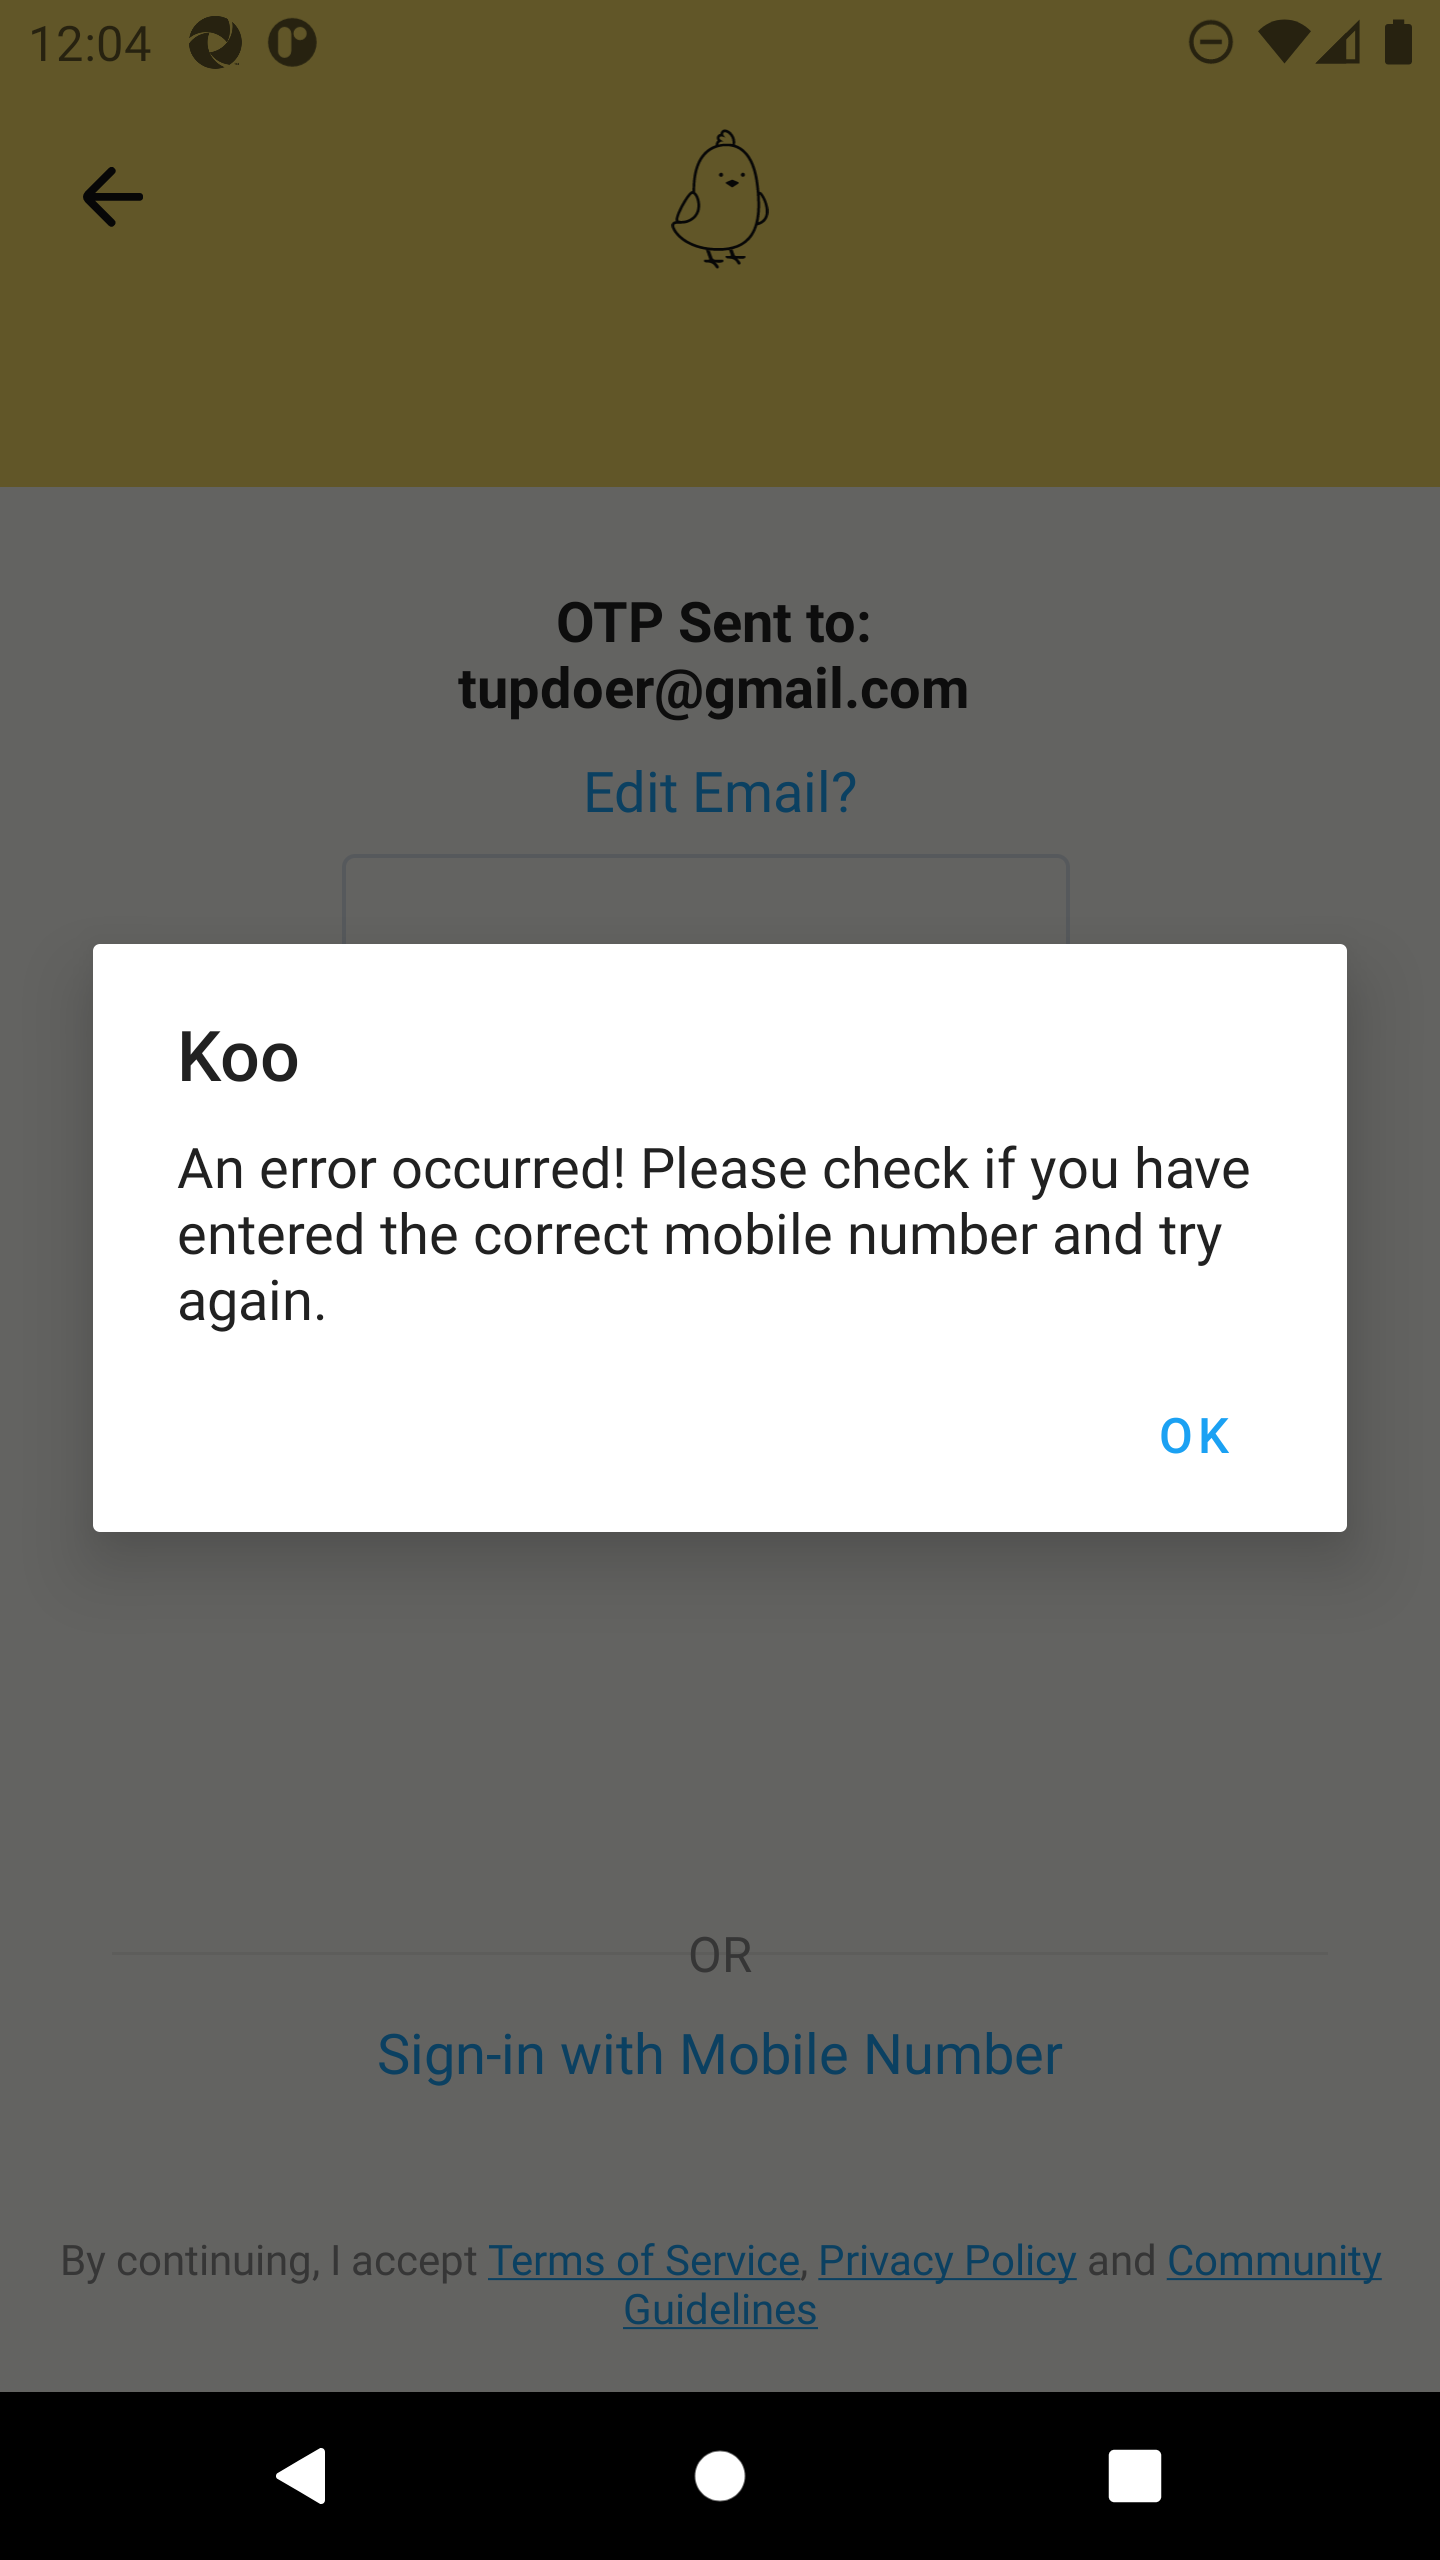 12:04
OTP Sent to:
tupdoer@gmail.com
Edit Email?
Koo
An error occurred! Please check if you have
entered the correct mobile number and try
again.
OK
OR
Sign-in with Mobile Number
By continuing, I accept Terms of Service, Privacy Policy and Community
Guidelines